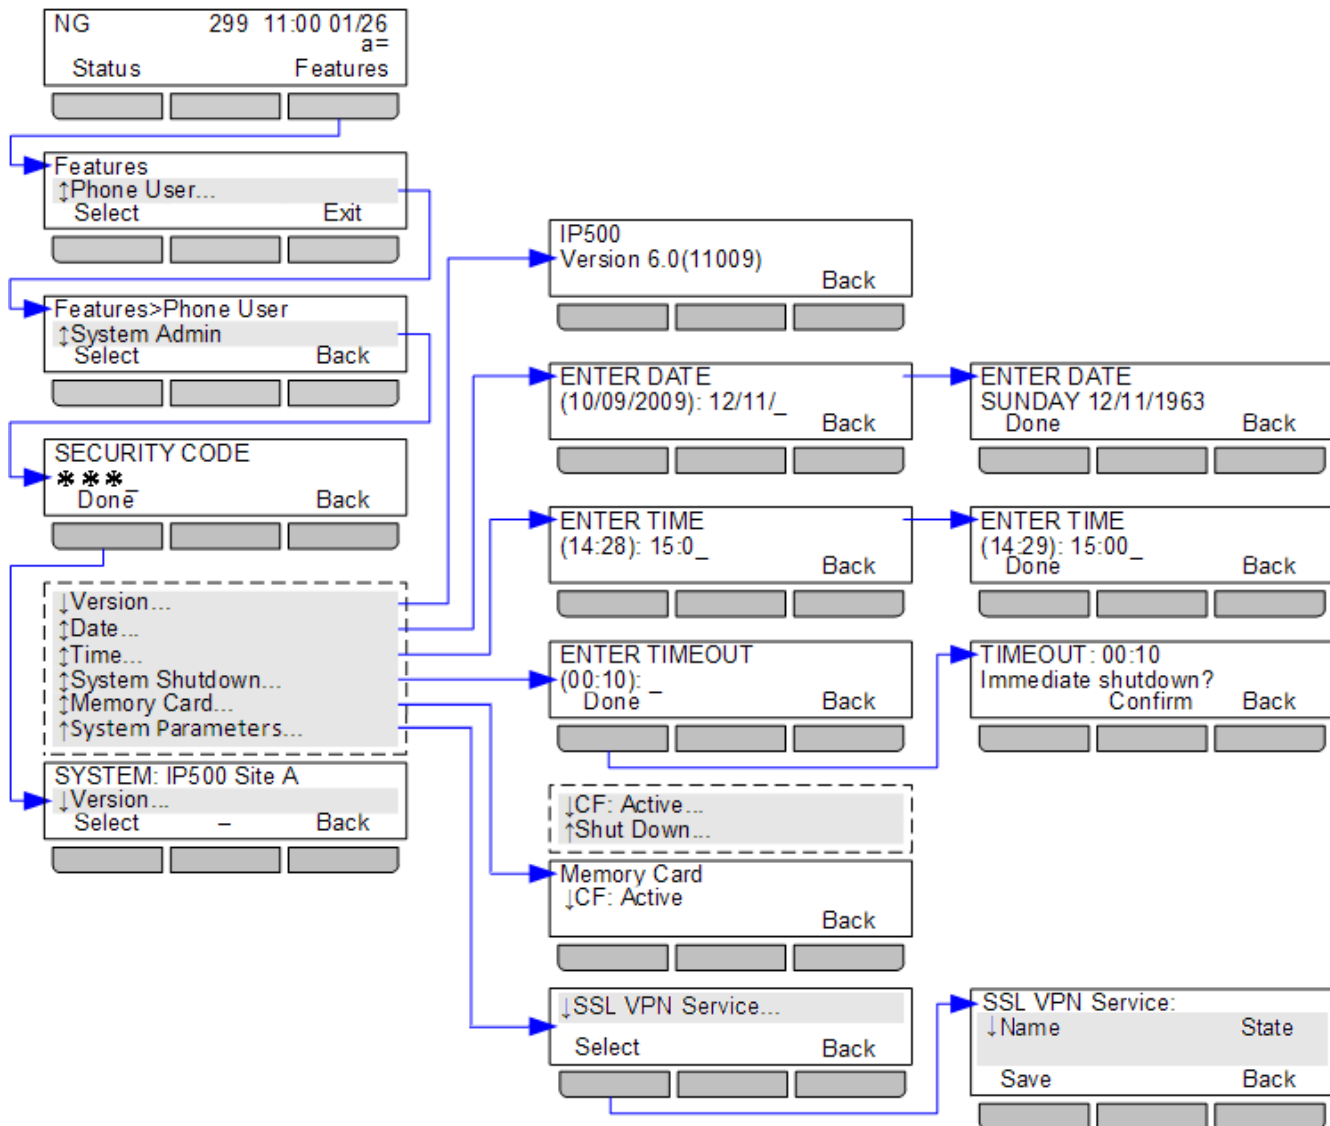 NG 299 11:00 01/26
a=
Status Features
Features
↕Phone User...
Select Exit
Features>Phone User
↕System Admin
Select Back
SECURITY CODE
***_
Done Back
↓Version...
↕Date...
↕Time...
↕System Shutdown...
↕Memory Card...
↑System Parameters...
SYSTEM: IP500 Site A
↓Version...
Select – Back
IP500
Version 6.0(11009)
Back
ENTER DATE
(10/09/2009): 12/11/_
Back
ENTER DATE
SUNDAY 12/11/1963
Done Back
ENTER TIME
(14:28): 15:0_
Back
ENTER TIME
(14:29): 15:00_
Done Back
ENTER TIMEOUT
(00:10): _
Done Back
TIMEOUT: 00:10
Immediate shutdown?
Confirm Back
↓CF: Active...
↑Shut Down...
Memory Card
↓CF: Active
Back
↓SSL VPN Service...
Select Back
SSL VPN Service:
↓Name State
Save Back